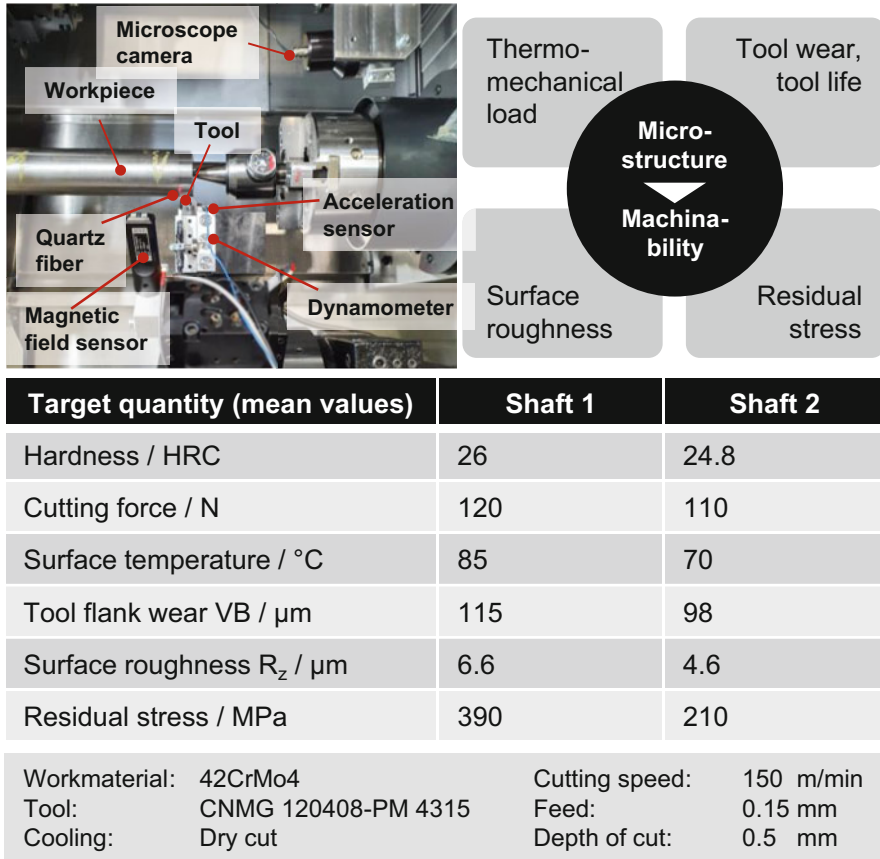 Microscope
camera
Workpiece
Tool
Acceleration
sensor
Quartz
fiber
Magnetic
field sensor
Dynamometer
Thermo-
mechanical
load
Tool wear,
tool life
Micro-
structure
Machina-
bility
Surface
roughness
Residual
stress
Target quantity (mean values) Shaft 1 Shaft 2
Hardness / HRC 26 24.8
Cutting force / N 120 110
Surface temperature / °C 85 70
Tool flank wear VB / µm 115 98
Surface roughness Rz / µm 6.6 4.6
Residual stress / MPa 390 210
Workmaterial: 42CrMo4 Cutting speed: 150 m/min
Tool: CNMG 120408-PM 4315 Feed: 0.15 mm
Cooling: Dry cut Depth of cut: 0.5 mm